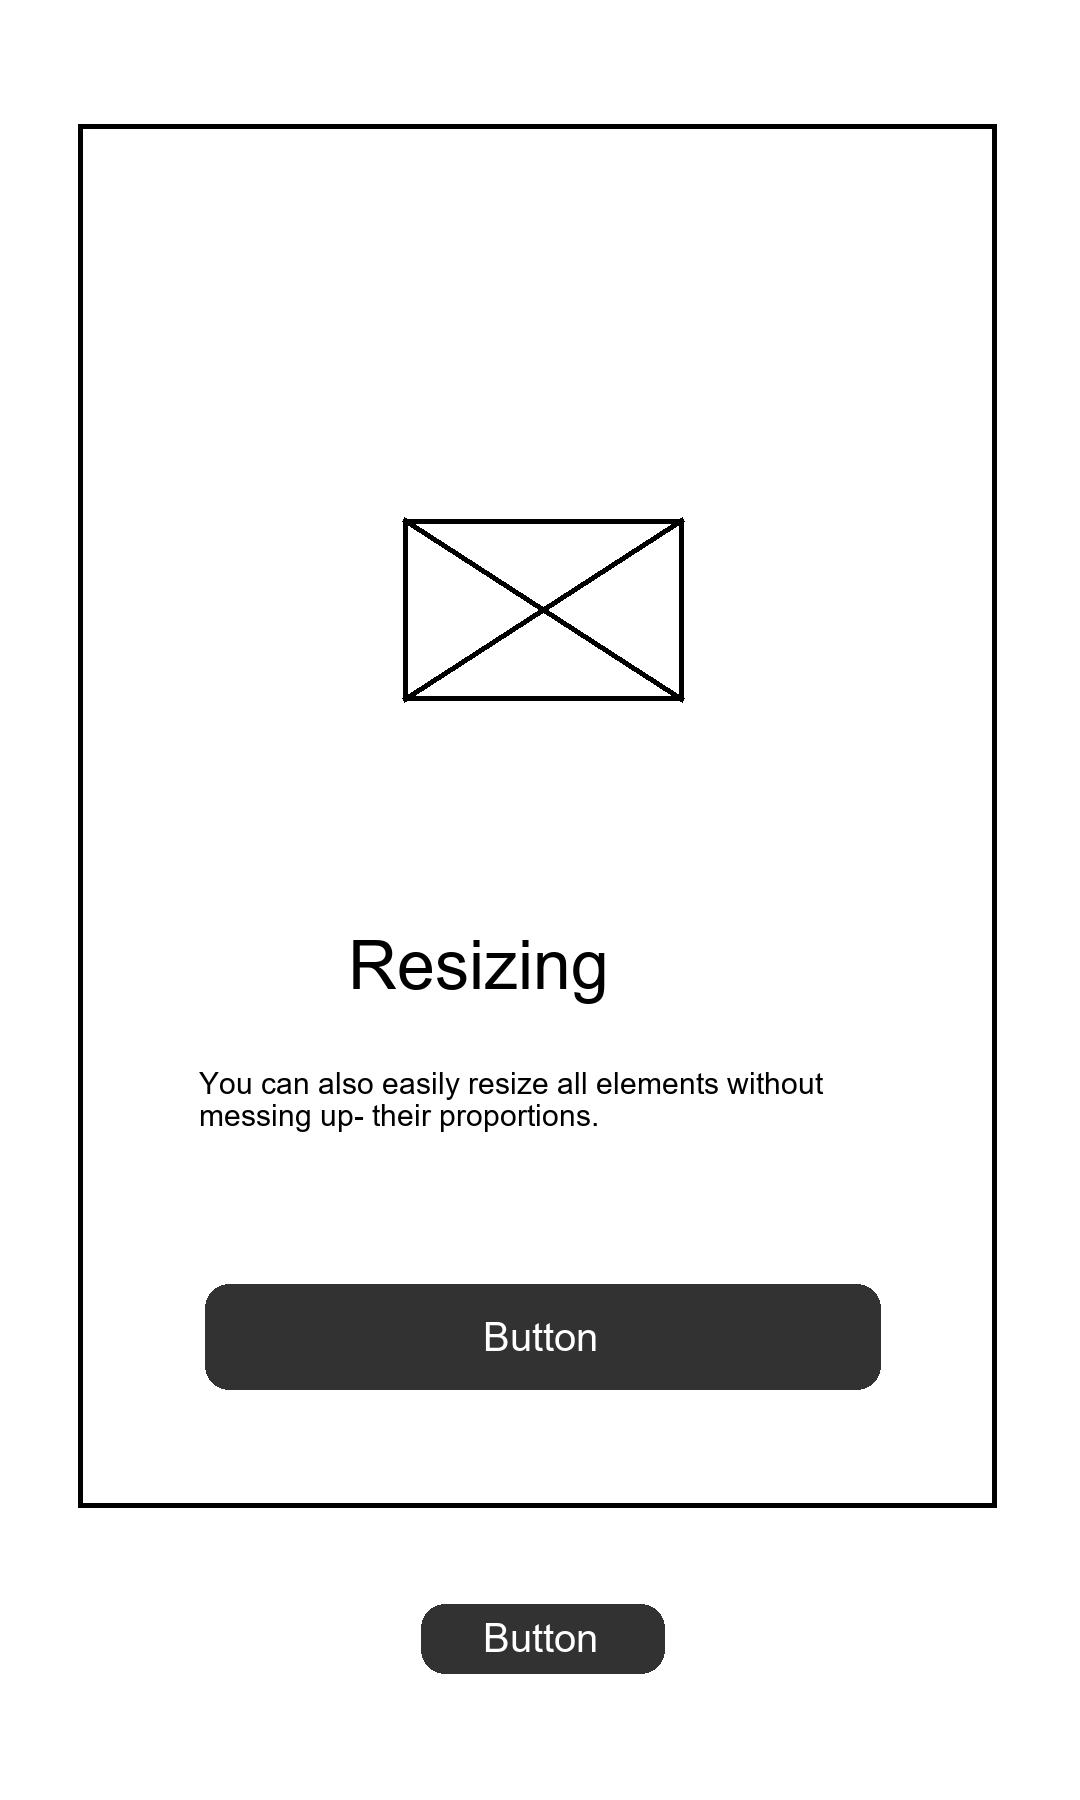 Resizing
You can also easily resize all elements without
messing up- their proportions.
Button
Button